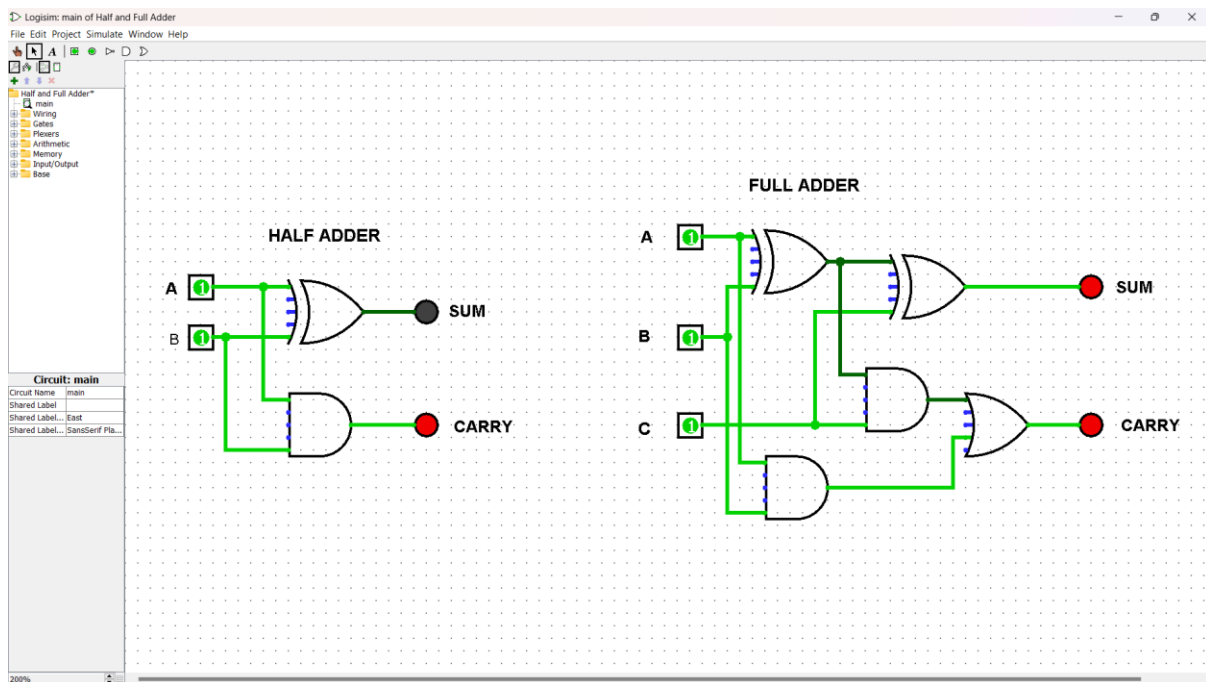 Logisim: main of Half and Full Adder
File Edit Project Simulate Window Help
A
Half and Full Adder*
main
Wiring
Gates
Plexers
Arithmetic
Memory
Input/Output
Base
Circuit: main
Circuit Name main
Shared Label
Shared Label... East
Shared Label... SansSerif Pla...
200%
HALF ADDER
A 1
SUM
B 1
CARRY
FULL ADDER
A 1
SUM
B 1
C 1
CARRY